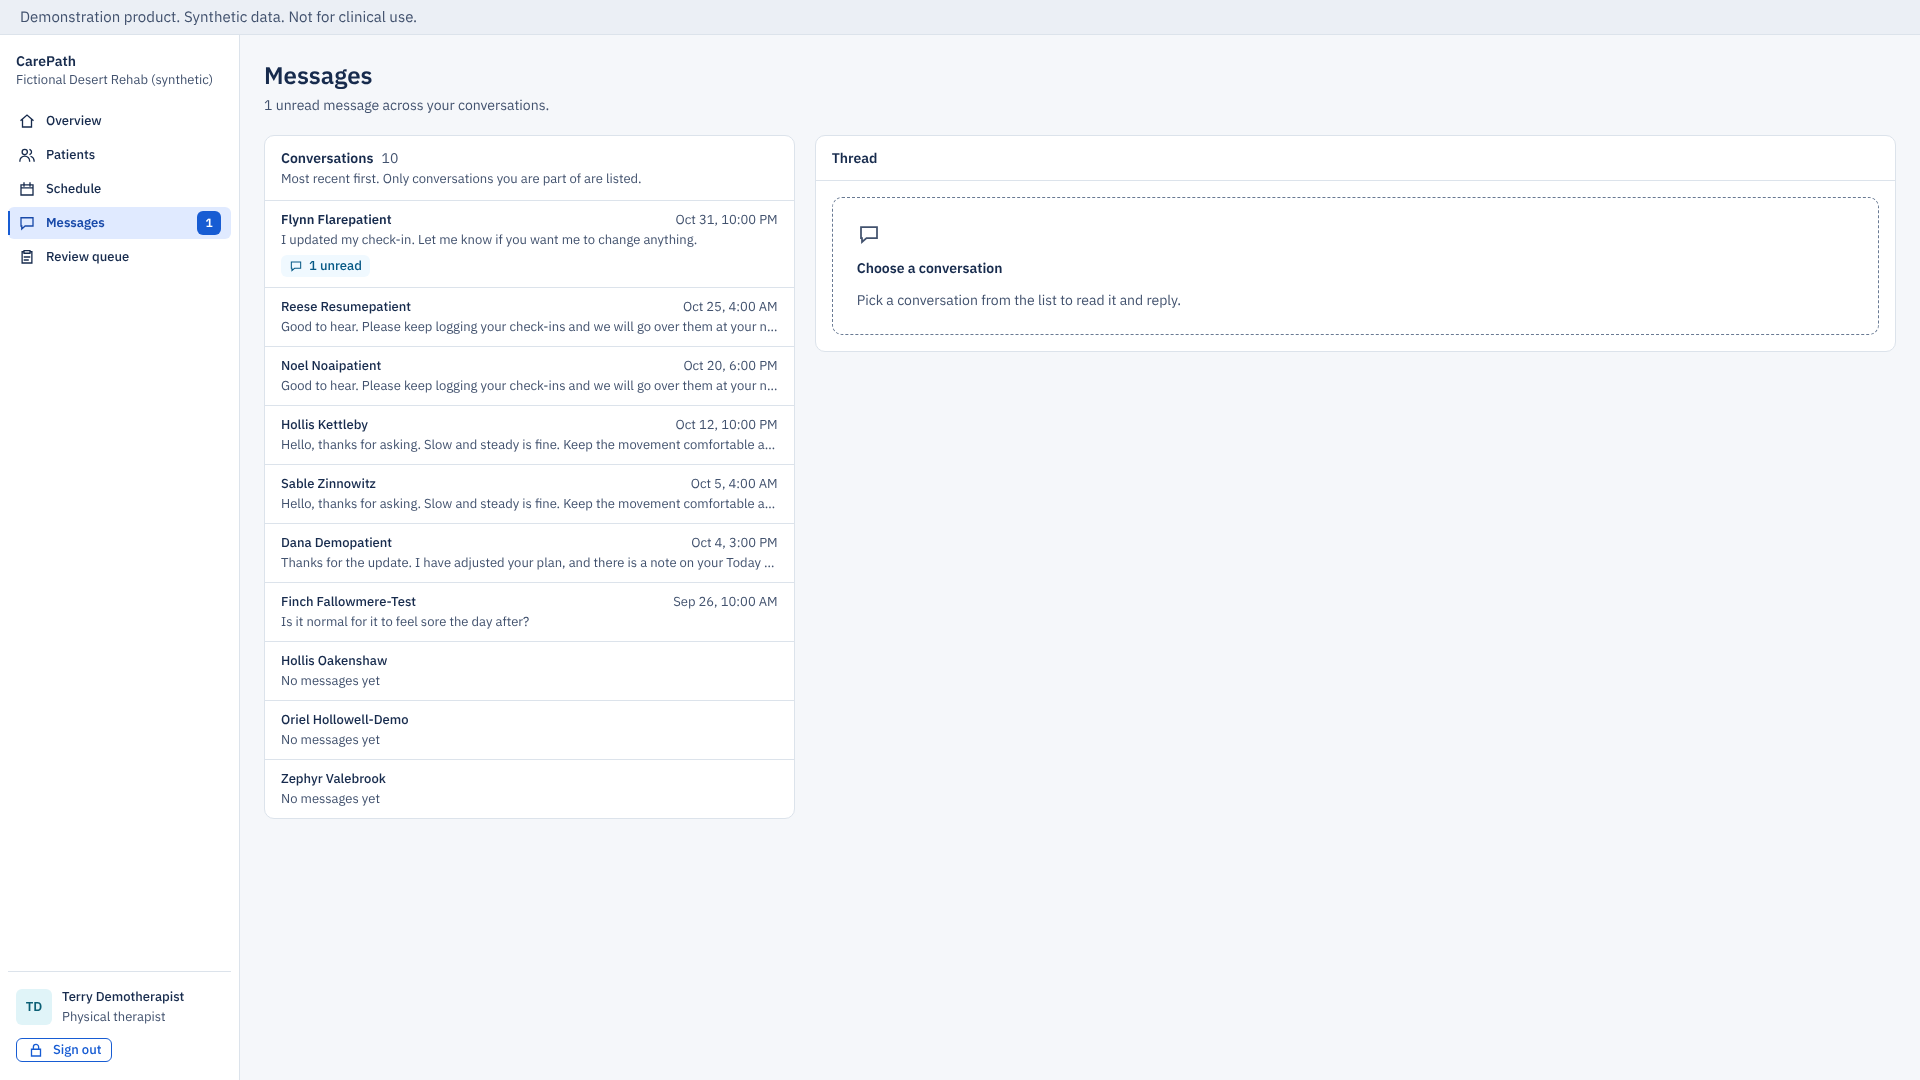 Demonstration product. Synthetic data. Not for clinical use.
CarePath
Fictional Desert Rehab (synthetic)
Overview
Patients
Schedule
Messages 1
Review queue
Terry Demotherapist
TD
Physical therapist
Sign out
Messages
1 unread message across your conversations.
Conversations 10
Most recent first. Only conversations you are part of are listed.
Flynn Flarepatient Oct 31, 10:00 PM
I updated my check-in. Let me know if you want me to change anything.
1 unread
Reese Resumepatient Oct 25, 4:00 AM
Good to hear. Please keep logging your check-ins and we will go over them at your n...
Noel Noaipatient Oct 20, 6:00 PM
Good to hear. Please keep logging your check-ins and we will go over them at your n...
Hollis Kettleby Oct 12, 10:00 PM
Hello, thanks for asking. Slow and steady is fine. Keep the movement comfortable a...
Sable Zinnowitz Oct 5, 4:00 AM
Hello, thanks for asking. Slow and steady is fine. Keep the movement comfortable a...
Dana Demopatient Oct 4, 3:00 PM
Thanks for the update. I have adjusted your plan, and there is a note on your Today ...
Finch Fallowmere-Test Sep 26, 10:00 AM
Is it normal for it to feel sore the day after?
Hollis Oakenshaw
No messages yet
Oriel Hollowell-Demo
No messages yet
Zephyr Valebrook
No messages yet
Thread
Choose a conversation
Pick a conversation from the list to read it and reply.